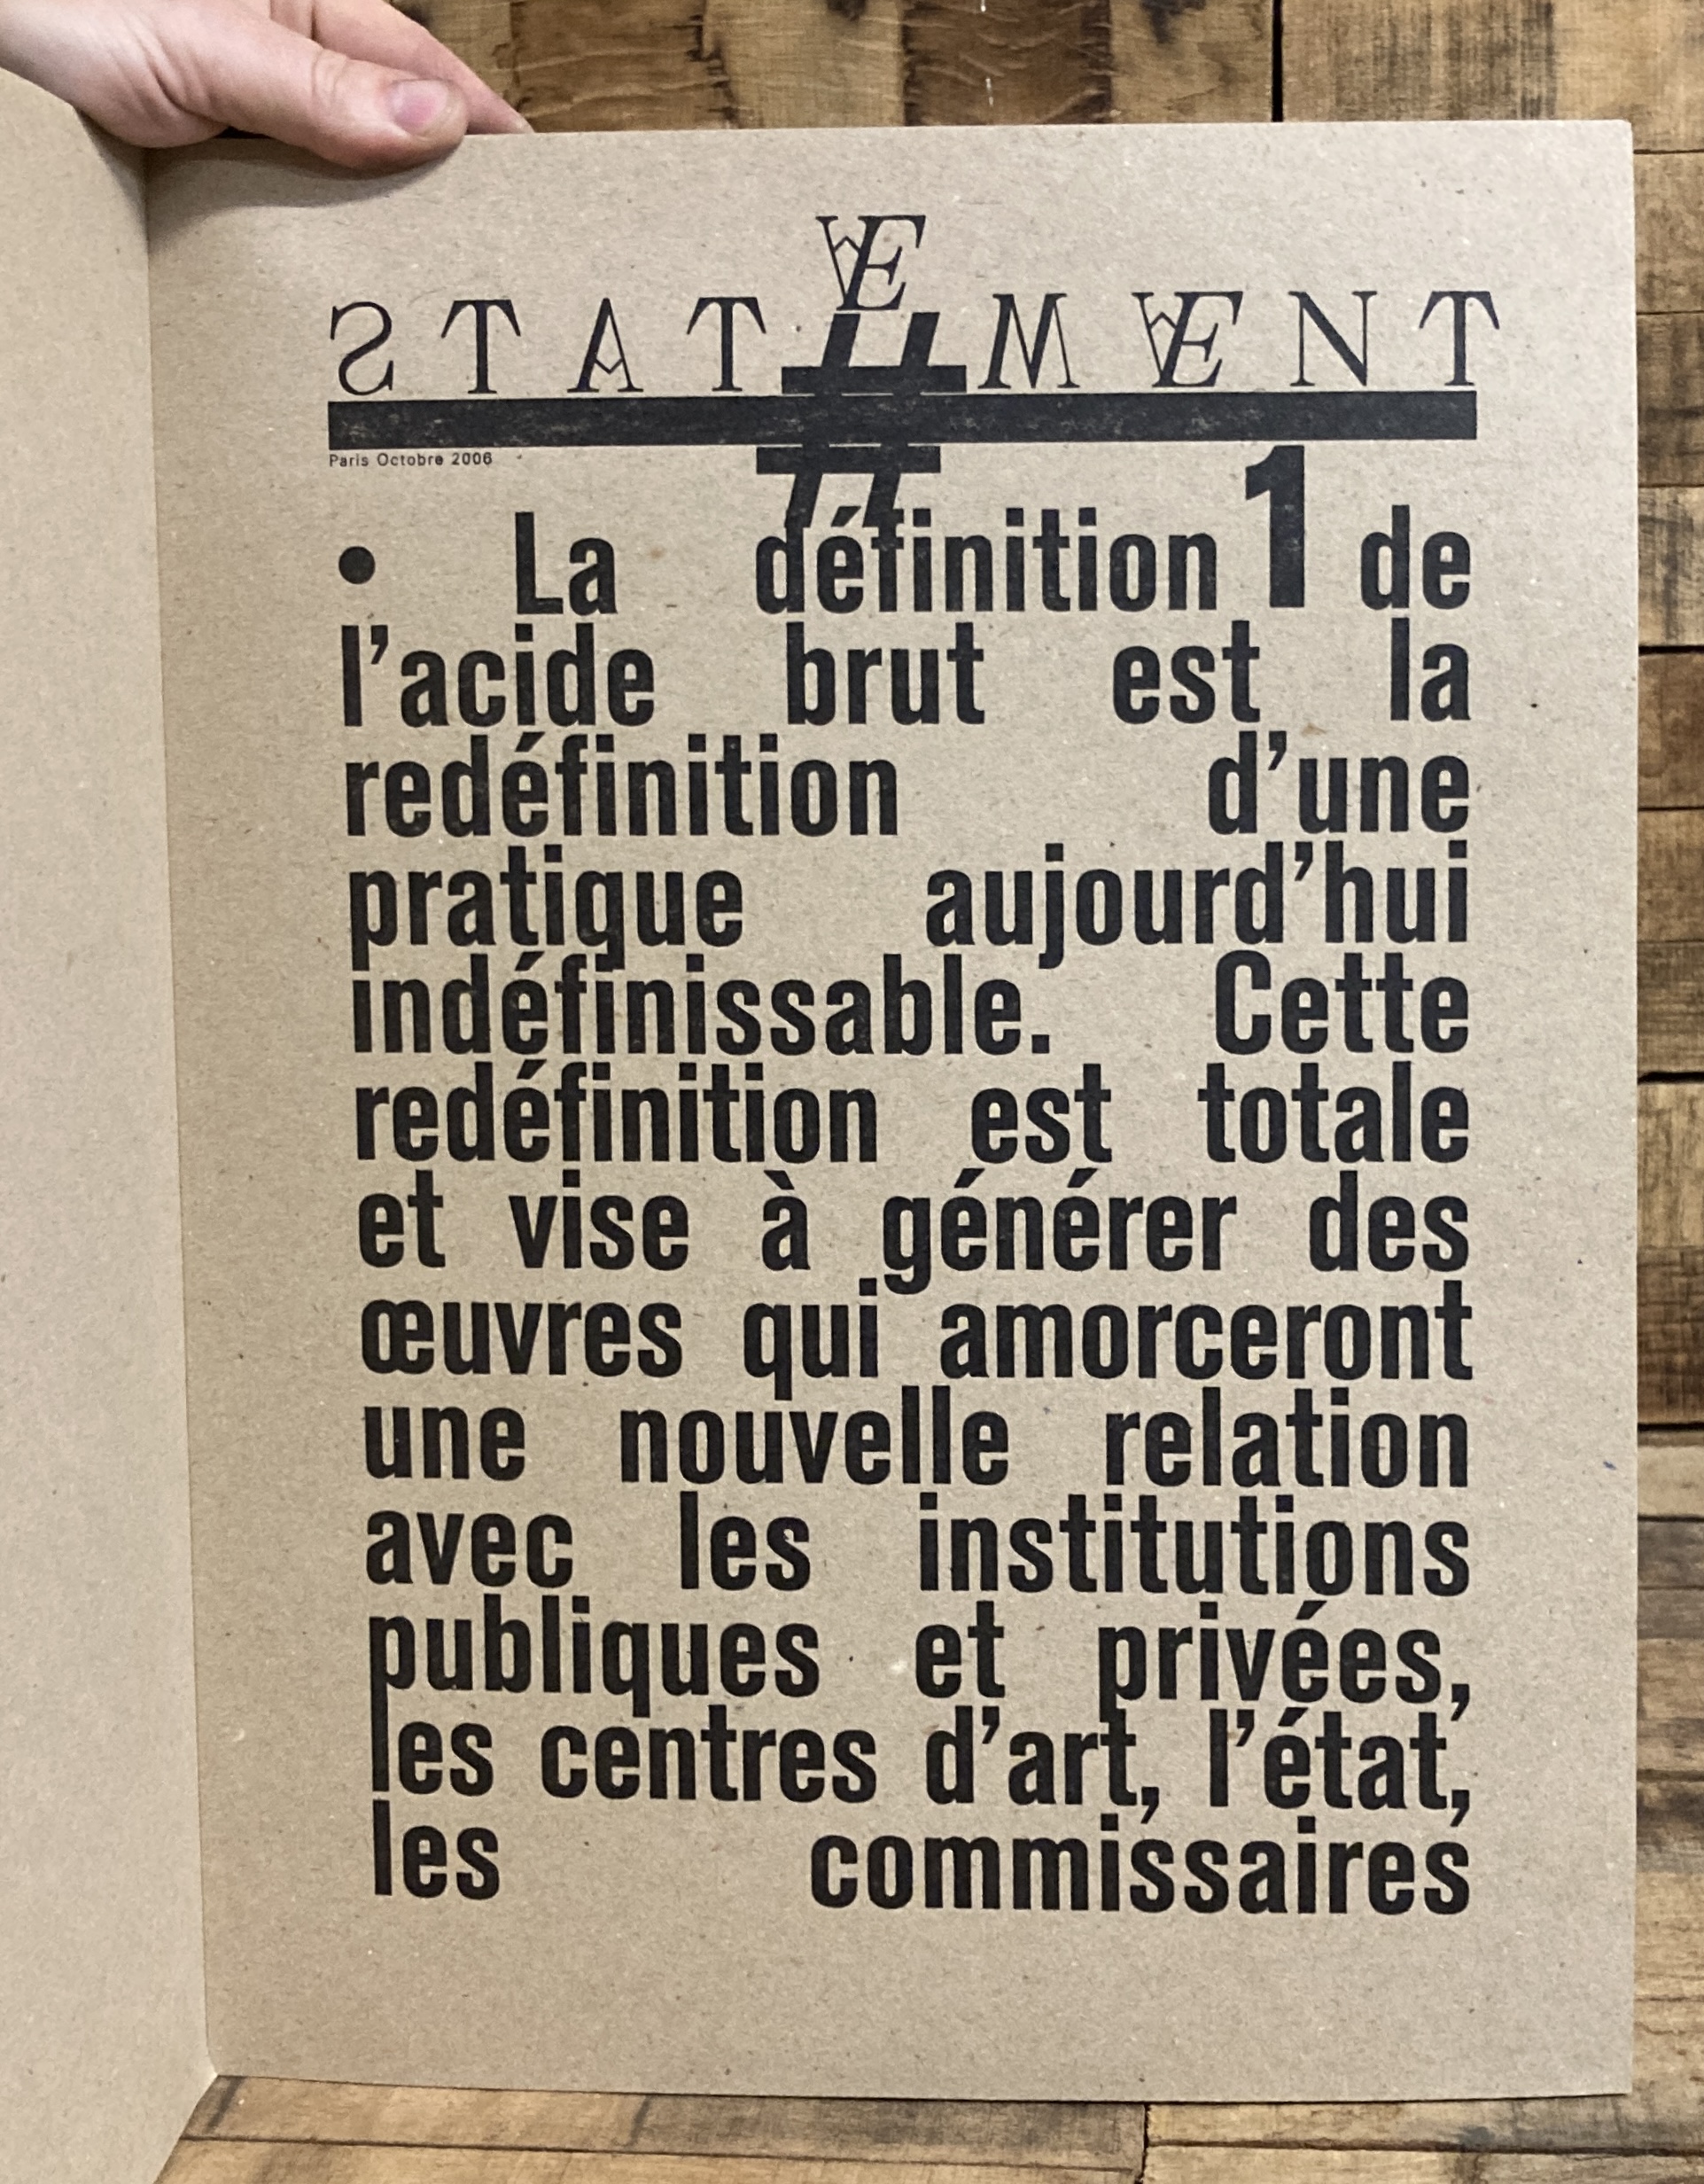 STATEMENT
#
Paris Octobre 2006
1
• La définition de
l’acide brut est la
redéfinition d’une
pratique aujourd’hui
indéfinissable. Cette
redéfinition est totale
et vise à générer des
œuvres qui amorceront
une nouvelle relation
avec les institutions
publiques et privées,
les centres d’art, l’état,
les commissaires